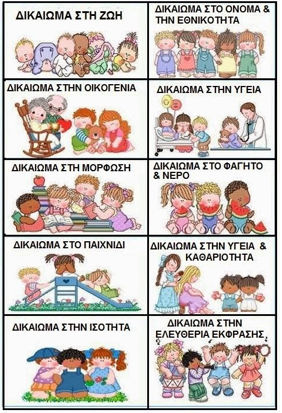 ΔΙΚΑΙΩΜΑ ΣΤΗ ΖΩΗ
ΔΙΚΑΙΩΜΑ ΣΤΟ ΟΝΟΜΑ &
ΤΗΝ ΕΘΝΙΚΟΤΗΤΑ
ΔΙΚΑΙΩΜΑ ΣΤΗΝ ΟΙΚΟΓΕΝΙΑ
ΔΙΚΑΙΩΜΑ ΣΤΗΝ ΥΓΕΙΑ
ΔΙΚΑΙΩΜΑ ΣΤΗ ΜΟΡΦΩΣΗ
ΔΙΚΑΙΩΜΑ ΣΤΟ ΦΑΓΗΤΟ
& ΝΕΡΟ
ΔΙΚΑΙΩΜΑ ΣΤΟ ΠΑΙΧΝΙΔΙ
ΔΙΚΑΙΩΜΑ ΣΤΗΝ ΥΓΕΙΑ &
ΚΑΘΑΡΙΟΤΗΤΑ
ΔΙΚΑΙΩΜΑ ΣΤΗΝ ΙΣΟΤΗΤΑ
ΔΙΚΑΙΩΜΑ ΣΤΗΝ
ΕΛΕΥΘΕΡΙΑ ΕΚΦΡΑΣΗΣ